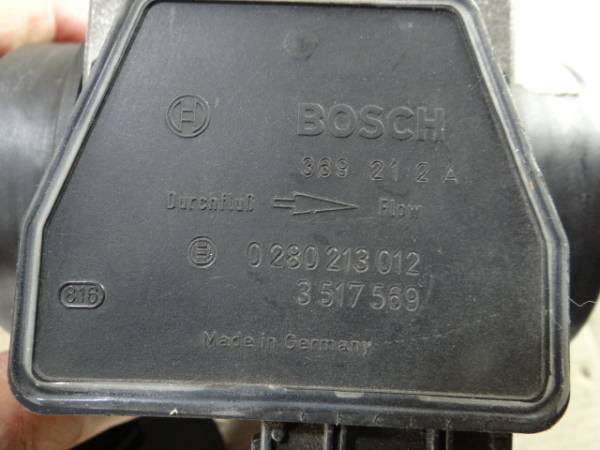 BOSCH
369 21 2 A
Durchfluß Flow
0 280 213 012
3 517 569
816
Made in Germany